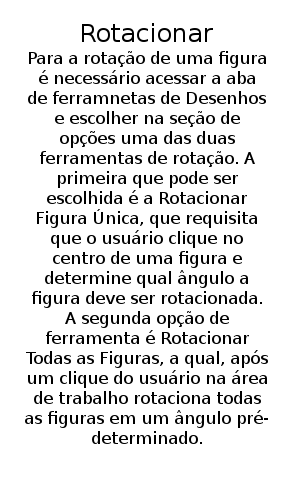 Rotacionar
Para a rotação de uma figura
é necessário acessar a aba
de ferramnetas de Desenhos
e escolher na seção de
opções uma das duas
ferramentas de rotação. A
primeira que pode ser
escolhida é a Rotacionar
Figura Única, que requisita
que o usuário clique no
centro de uma figura e
determine qual ângulo a
figura deve ser rotacionada.
A segunda opção de
ferramenta é Rotacionar
Todas as Figuras, a qual, após
um clique do usuário na área
de trabalho rotaciona todas
as figuras em um ângulo pré-
determinado.